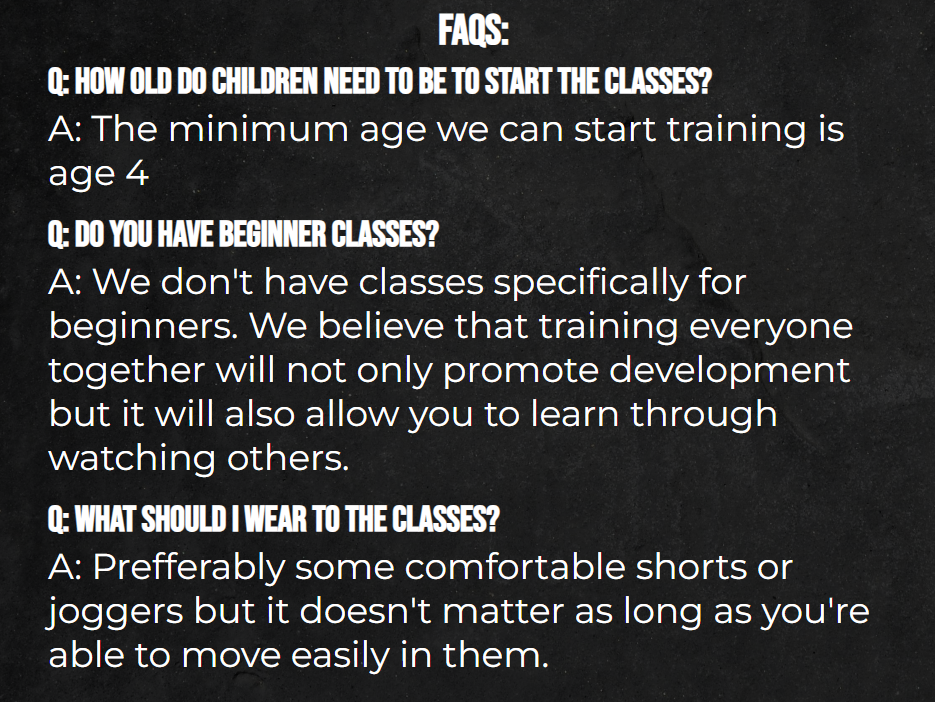 FAQS:
Q: HOW OLD DO CHILDREN NEED TO BE TO START THE CLASSES?
A: The minimum age we can start training is
age 4
Q: DO YOU HAVE BEGINNER CLASSES?
A: We don't have classes specifically for
beginners. We believe that training everyone
together will not only promote development
but it will also allow you to learn through
watching others.
Q: WHAT SHOULD I WEAR TO THE CLASSES?
A: Prefferably some comfortable shorts or
joggers but it doesn't matter as long as you're
able to move easily in them.